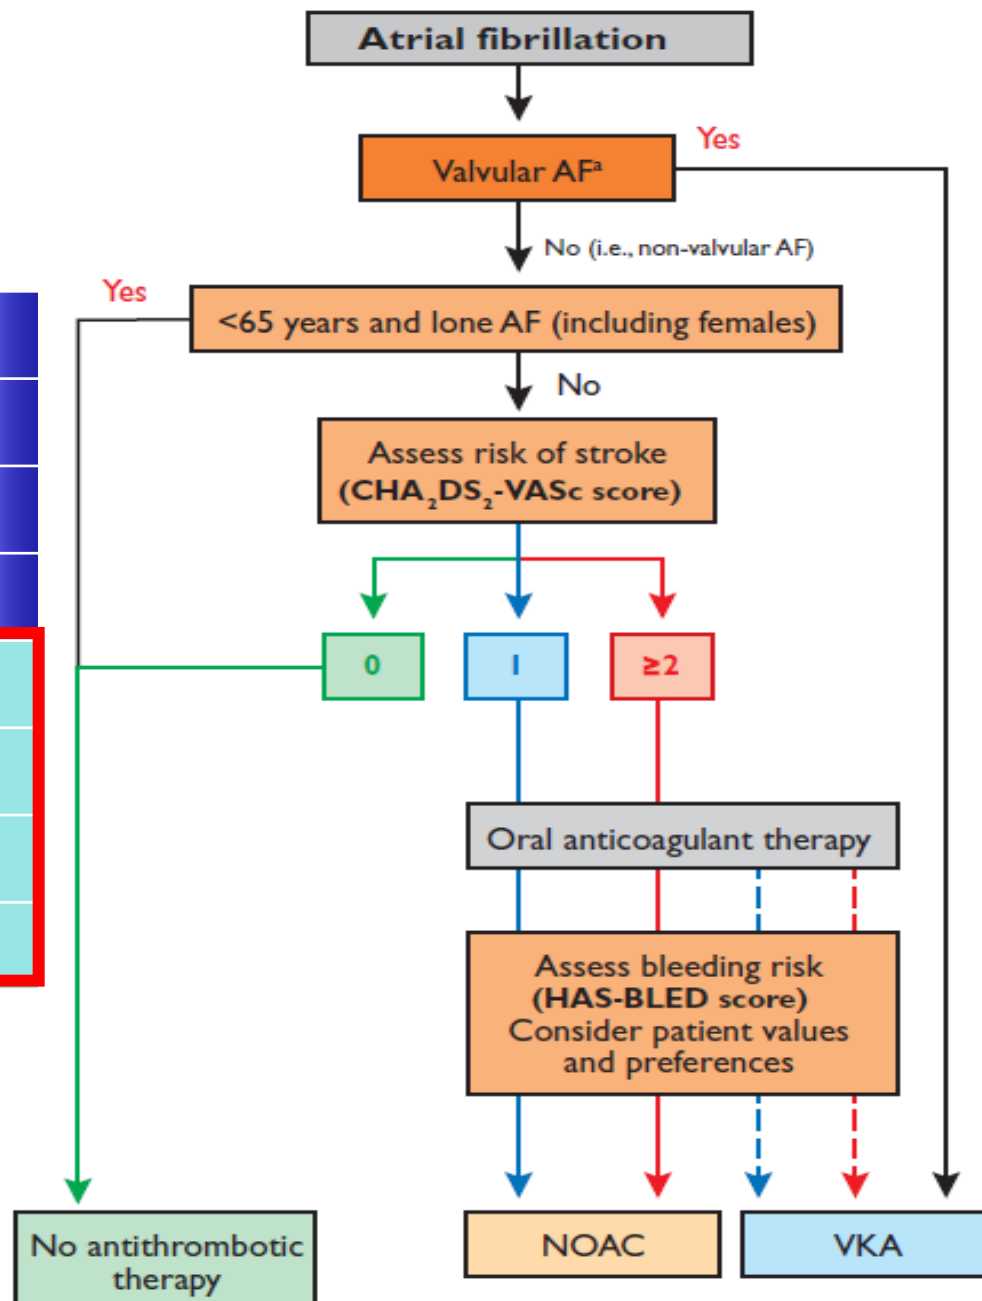 Atrial fibrillation
Yes
Valvular AFᵃ
No (i.e., non-valvular AF)
Yes
<65 years and lone AF (including females)
No
Assess risk of stroke
(CHA₂DS₂-VASc score)
0
1
≥2
Oral anticoagulant therapy
Assess bleeding risk
(HAS-BLED score)
Consider patient values
and preferences
No antithrombotic
therapy
NOAC
VKA